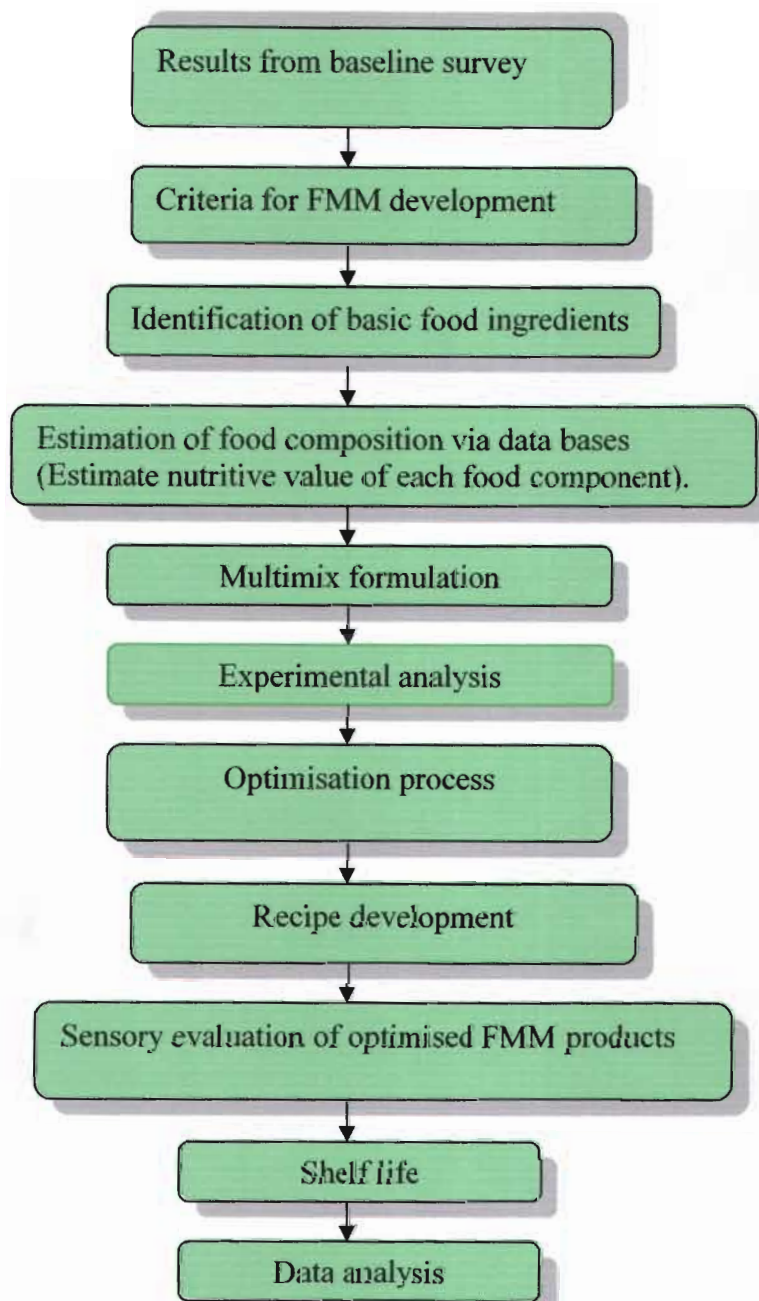 Results from baseline survey
Criteria for FMM development
Identification of basic food ingredients
Estimation of food composition via data bases
(Estimate nutritive value of each food component).
Multimix formulation
Experimental analysis
Optimisation process
Recipe development
Sensory evaluation of optimised FMM products
Shelf life
Data analysis